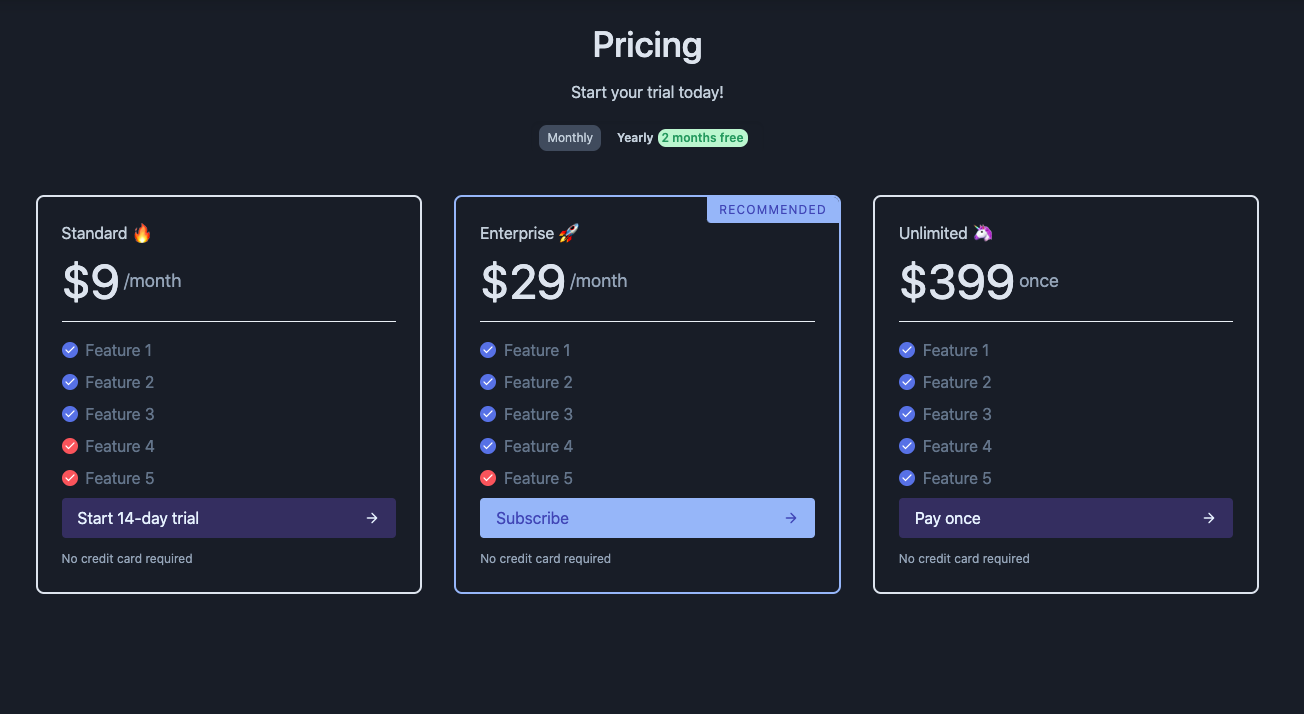 Pricing
Start your trial today!
Monthly Yearly 2 months free
Standard 🔥
$9 /month
Feature 1
Feature 2
Feature 3
Feature 4
Feature 5
Start 14-day trial →
No credit card required
RECOMMENDED
Enterprise 🚀
$29 /month
Feature 1
Feature 2
Feature 3
Feature 4
Feature 5
Subscribe →
No credit card required
Unlimited 🦄
$399 once
Feature 1
Feature 2
Feature 3
Feature 4
Feature 5
Pay once →
No credit card required